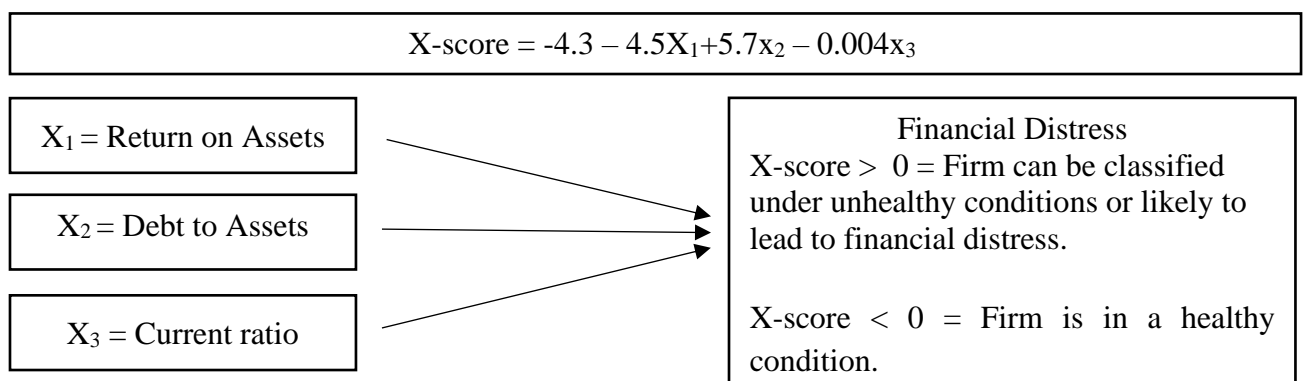 X-score = -4.3 – 4.5X₁+5.7x₂ – 0.004x₃
X₁ = Return on Assets
X₂ = Debt to Assets
X₃ = Current ratio
Financial Distress
X-score > 0 = Firm can be classified
under unhealthy conditions or likely to
lead to financial distress.
X-score < 0 = Firm is in a healthy
condition.